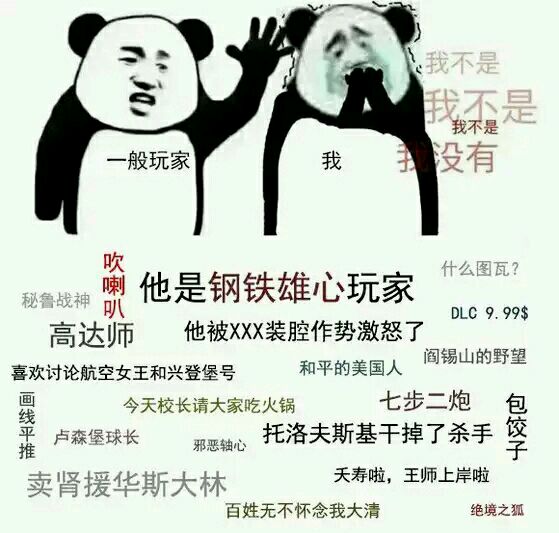 我不是
我不是
我不是
我没有
一般玩家
我
吹喇叭
什么图瓦？
他是钢铁雄心玩家
秘鲁战神
DLC 9.99$
高达师
他被XXX装腔作势激怒了
阎锡山的野望
喜欢讨论航空女王和兴登堡号
和平的美国人
画线平推
今天校长请大家吃火锅
七步二炮
包饺子
卢森堡球长
邪恶轴心
托洛夫斯基干掉了杀手
卖肾援华斯大林
夭寿啦，王师上岸啦
百姓无不怀念我大清
绝境之狐